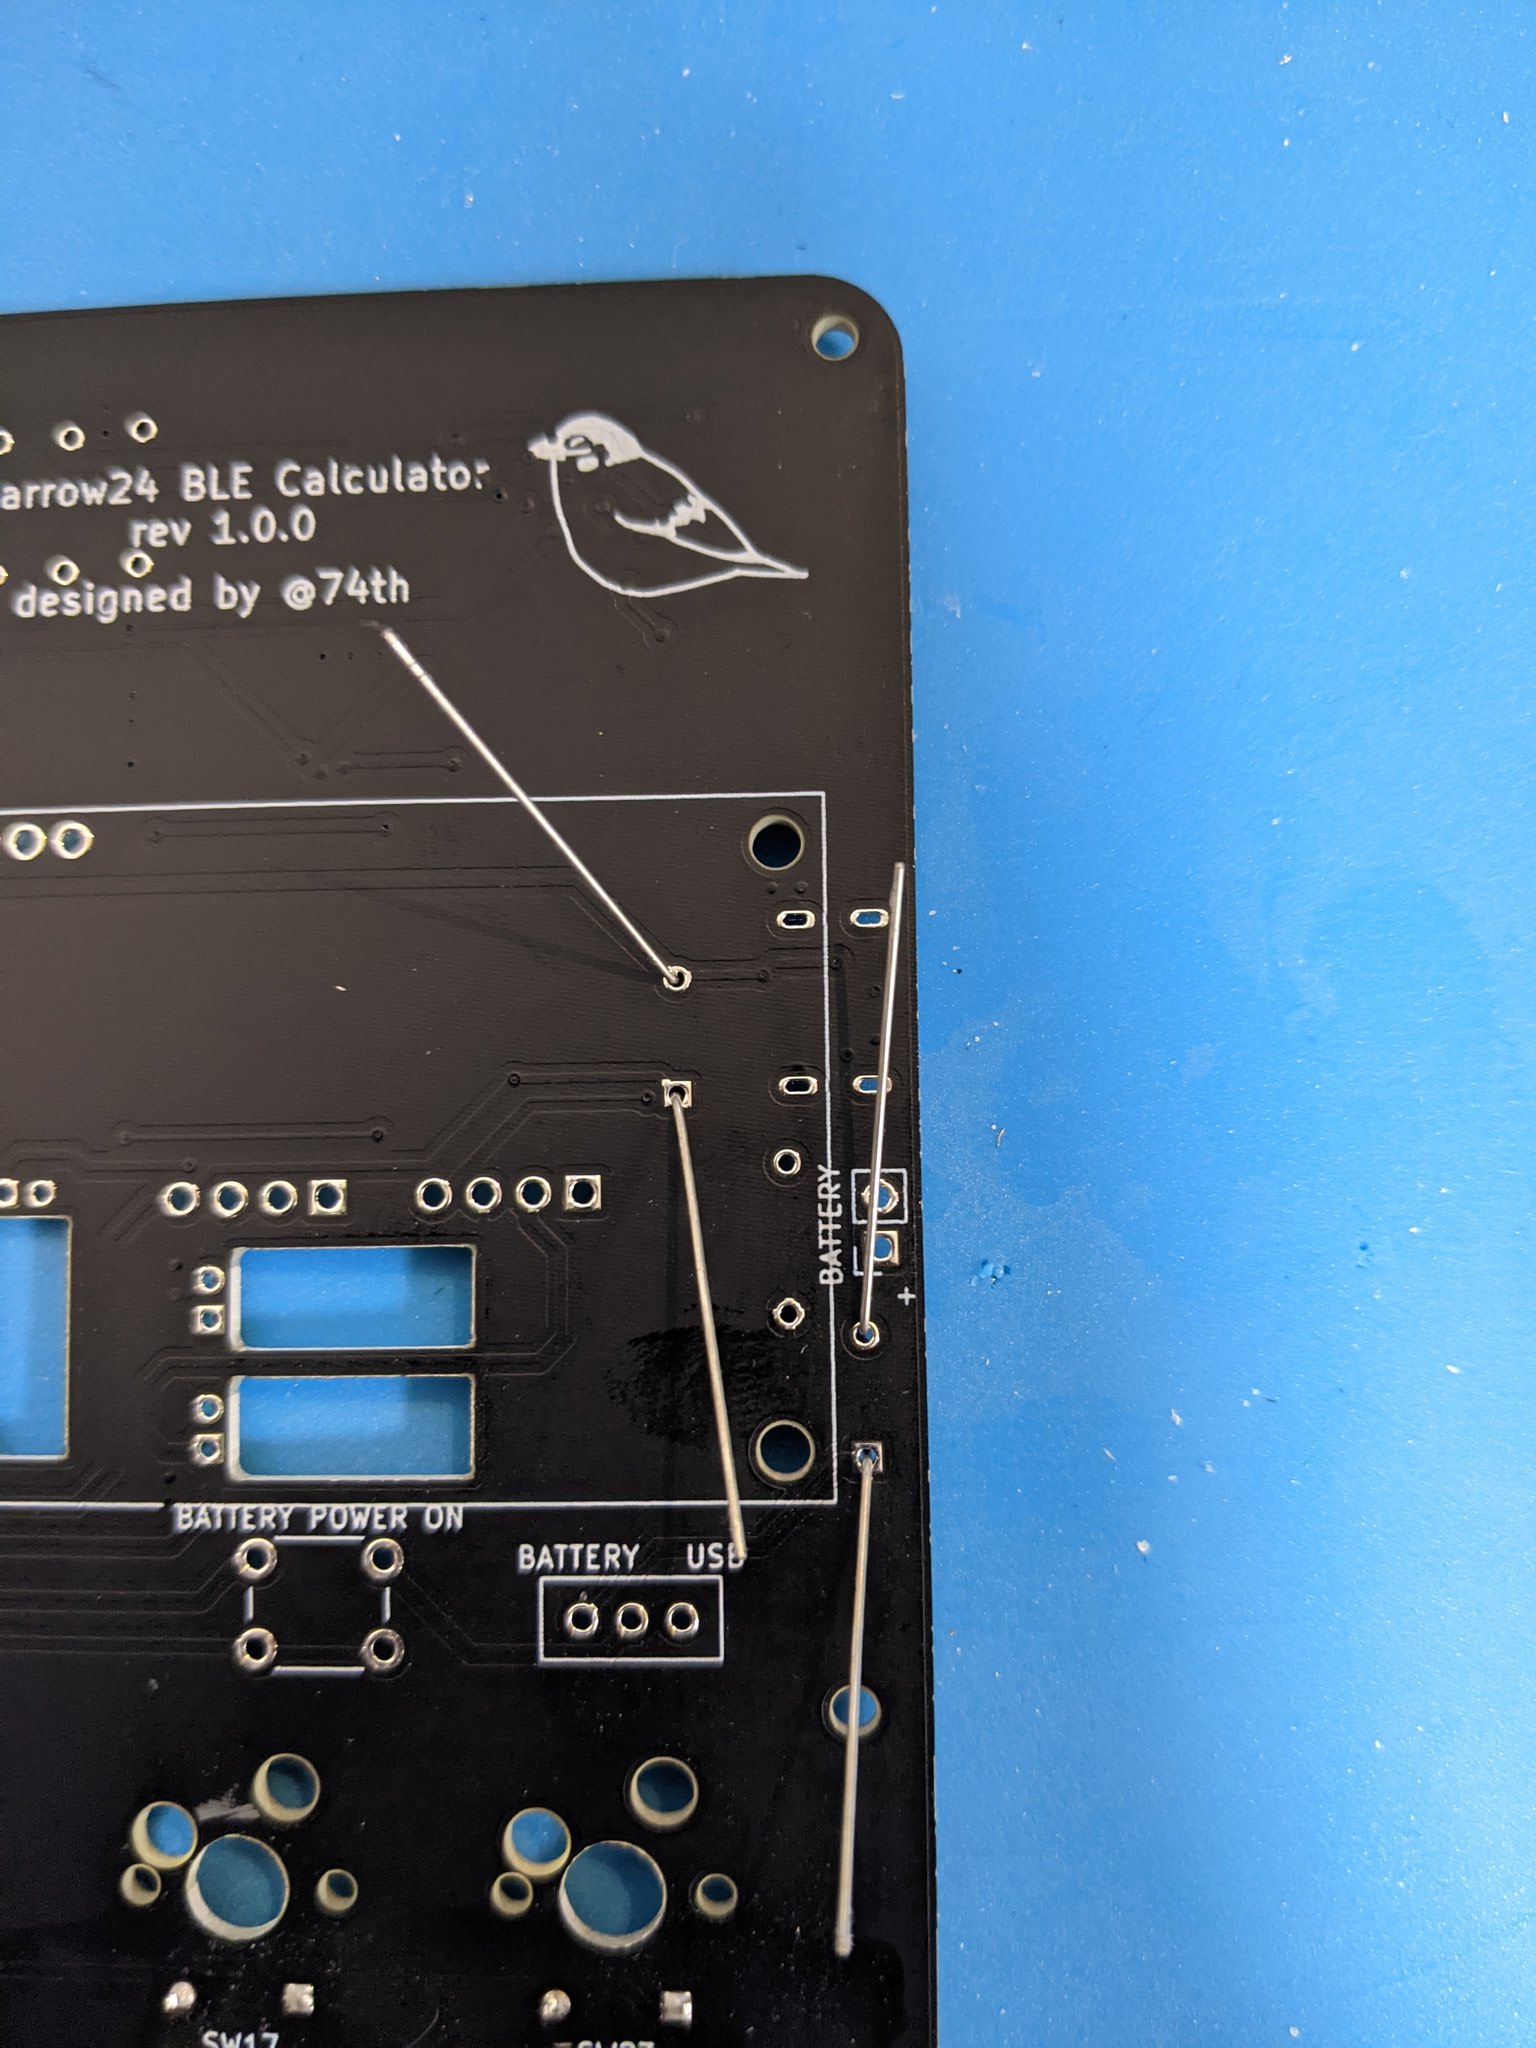 arrow24 BLE Calculator
rev 1.0.0
designed by @74th
BATTERY
+
BATTERY POWER ON
BATTERY USB
SW17